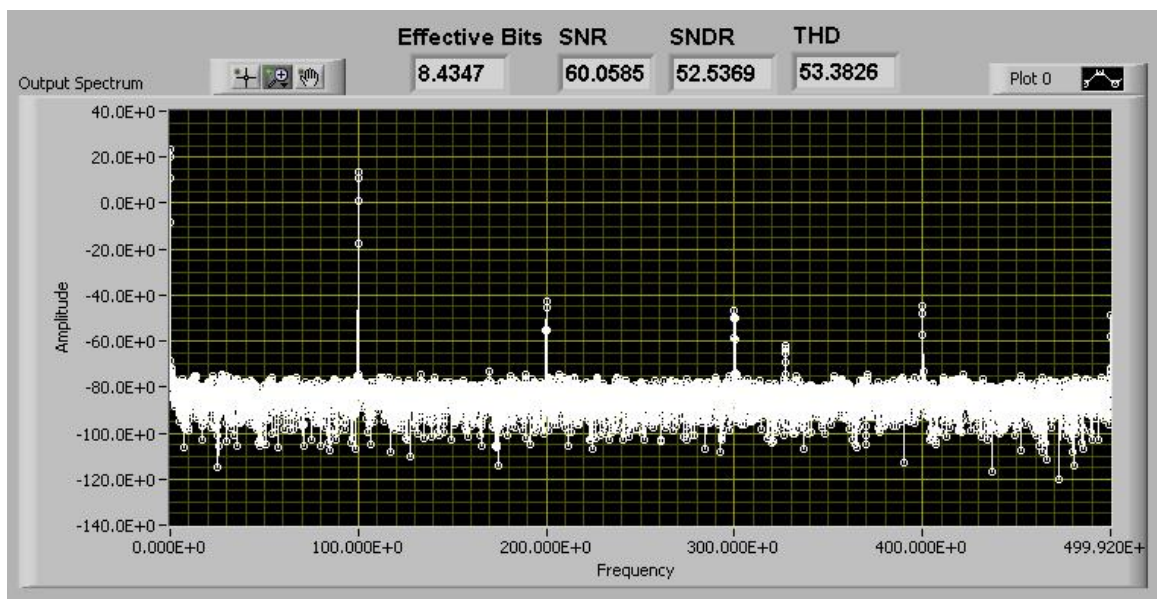 Effective Bits SNR SNDR THD
8.4347 60.0585 52.5369 53.3826
Output Spectrum
Plot 0
40.0E+0
20.0E+0
0.0E+0
-20.0E+0
-40.0E+0
-60.0E+0
-80.0E+0
-100.0E+0
-120.0E+0
-140.0E+0
Amplitude
0.000E+0 100.000E+0 200.000E+0 300.000E+0 400.000E+0 499.920E+
Frequency